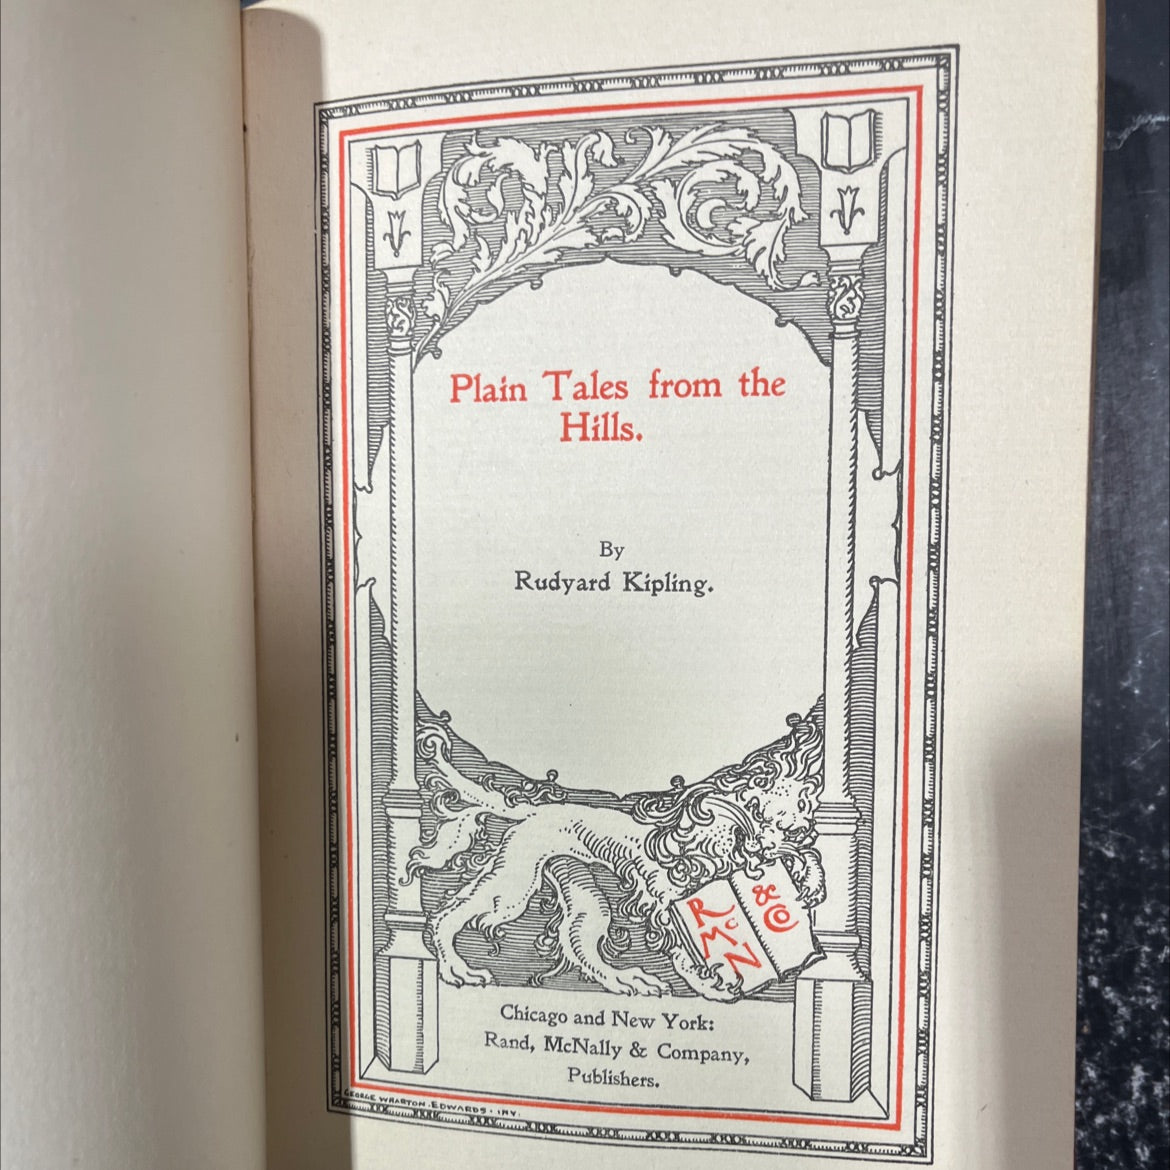 Plain Tales from the
Hills.
By
Rudyard Kipling.
& CO
R Mc N
Chicago and New York:
Rand, McNally & Company,
Publishers.
GEORGE WHARTON · EDWARDS · INV.